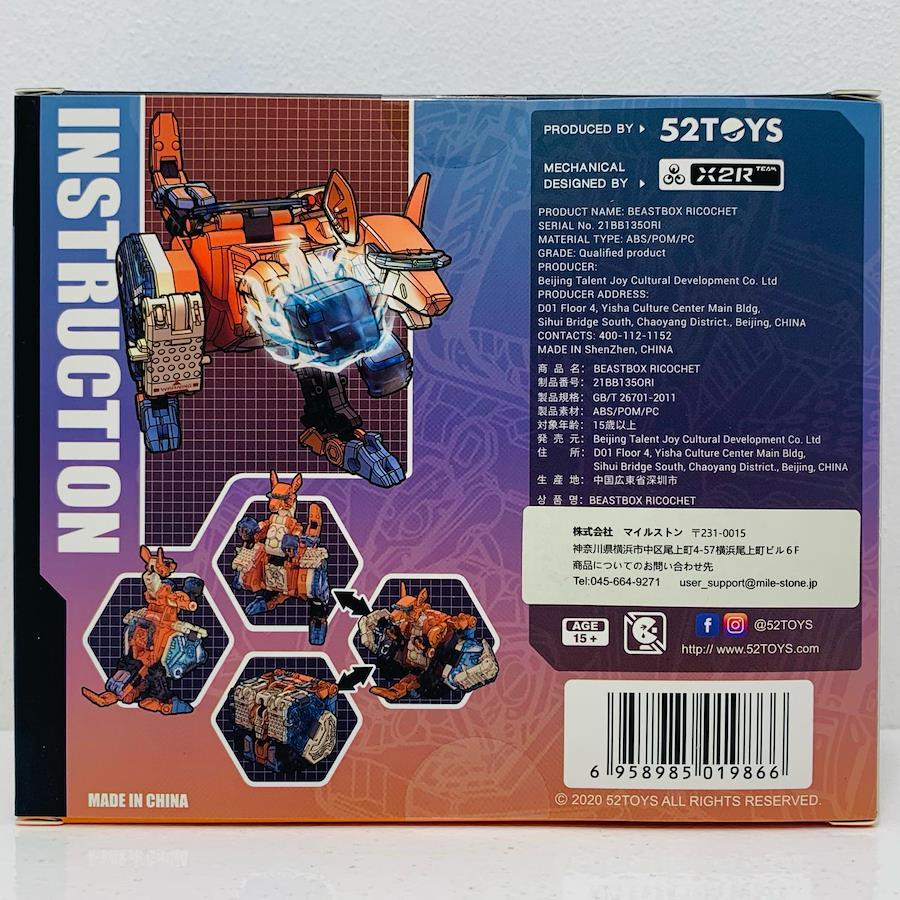 INSTRUCTION
WARNING
MADE IN CHINA
PRODUCED BY 52TOYS
MECHANICAL
DESIGNED BY X2R TEAM
PRODUCT NAME: BEASTBOX RICOCHET
SERIAL No. 21BB135ORI
MATERIAL TYPE: ABS/POM/PC
GRADE: Qualified product
PRODUCER:
Beijing Talent Joy Cultural Development Co. Ltd
PRODUCER ADDRESS:
D01 Floor 4, Yisha Culture Center Main Bldg,
Sihui Bridge South, Chaoyang District., Beijing, CHINA
CONTACTS: 400-112-1152
MADE IN ShenZhen, CHINA
商 品 名: BEASTBOX RICOCHET
制品番号: 21BB135ORI
製品規格: GB/T 26701-2011
製品素材: ABS/POM/PC
対象年齢: 15歳以上
発 売 元: Beijing Talent Joy Cultural Development Co. Ltd
住 所: D01 Floor 4, Yisha Culture Center Main Bldg,
Sihui Bridge South, Chaoyang District., Beijing, CHINA
生 産 地: 中国広東省深圳市
商 品 名: BEASTBOX RICOCHET
株式会社 マイルストン 〒231-0015
神奈川県横浜市中区尾上町4-57横浜尾上町ビル6F
商品についてのお問い合わせ先
Tel:045-664-9271 user_support@mile-stone.jp
AGE
15+
@52TOYS
http:// www.52TOYS.com
6 958985 019866
© 2020 52TOYS ALL RIGHTS RESERVED.